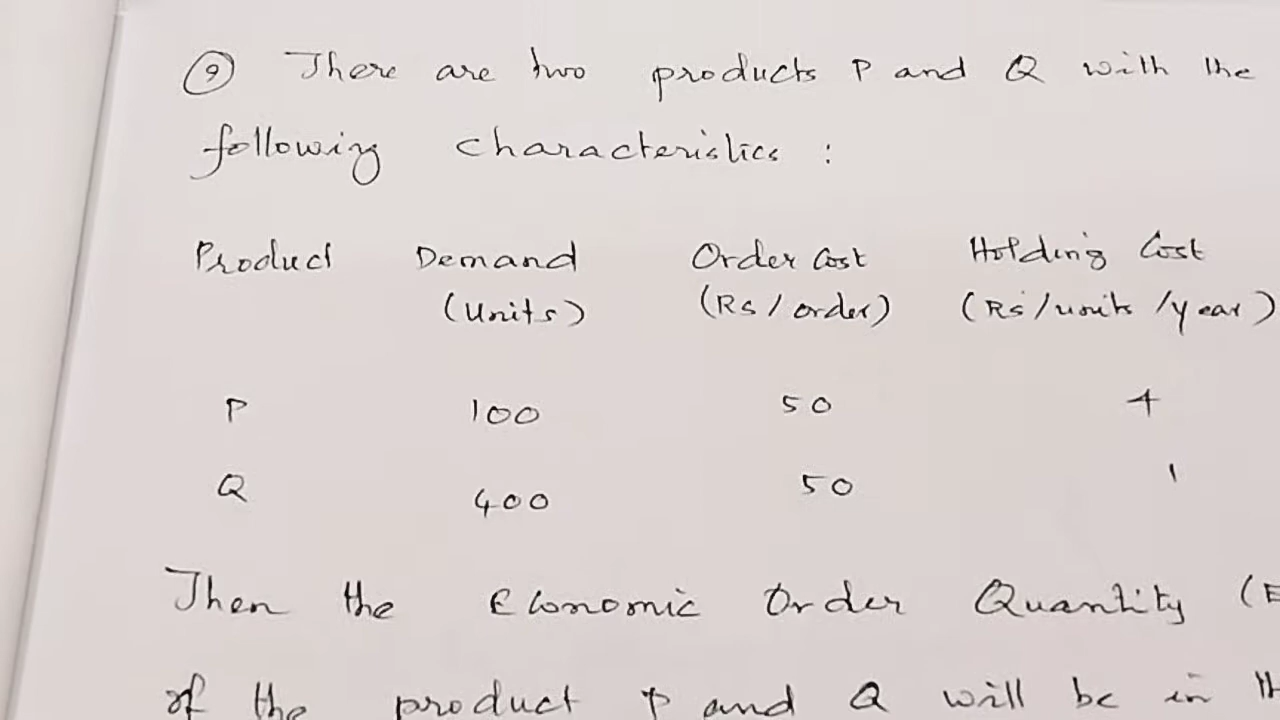 9 There are two products P and Q with the
following characteristics :
Product Demand Order Cost Holding Cost
(Units) (Rs / order) (Rs / units / year)
P 100 50 4
Q 400 50 1
Then the Economic Order Quantity (E
of the product P and Q will be in th